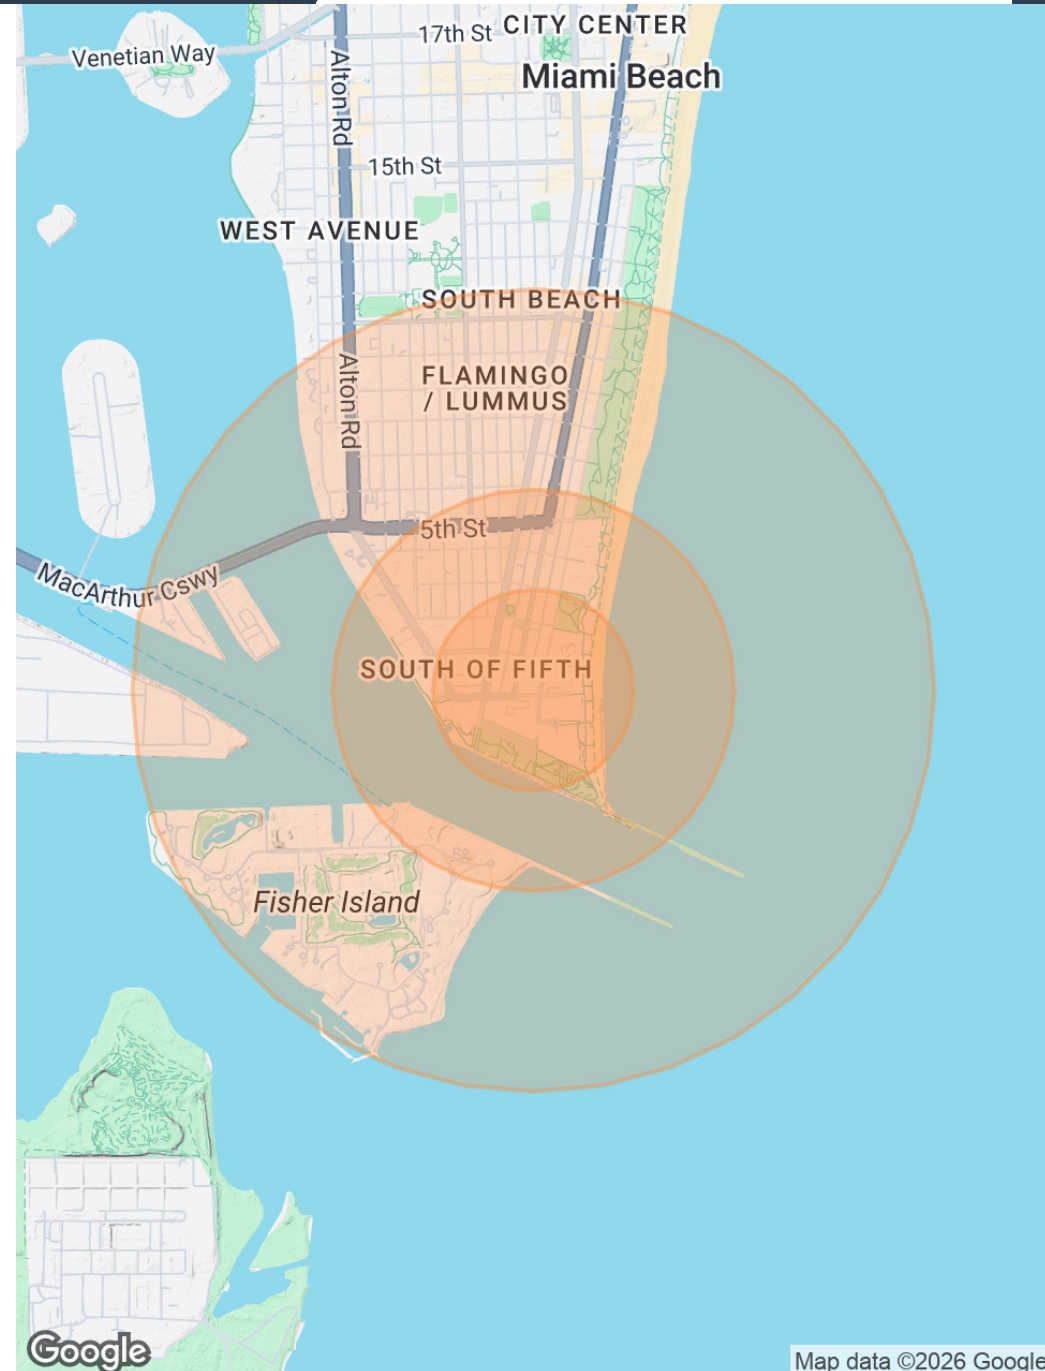 17th St
CITY CENTER
Venetian Way
Miami Beach
Alton Rd
15th St
WEST AVENUE
SOUTH BEACH
FLAMINGO
/ LUMMUS
Alton Rd
5th St
MacArthur Cswy
SOUTH OF FIFTH
Fisher Island
Google
Map data ©2026 Google